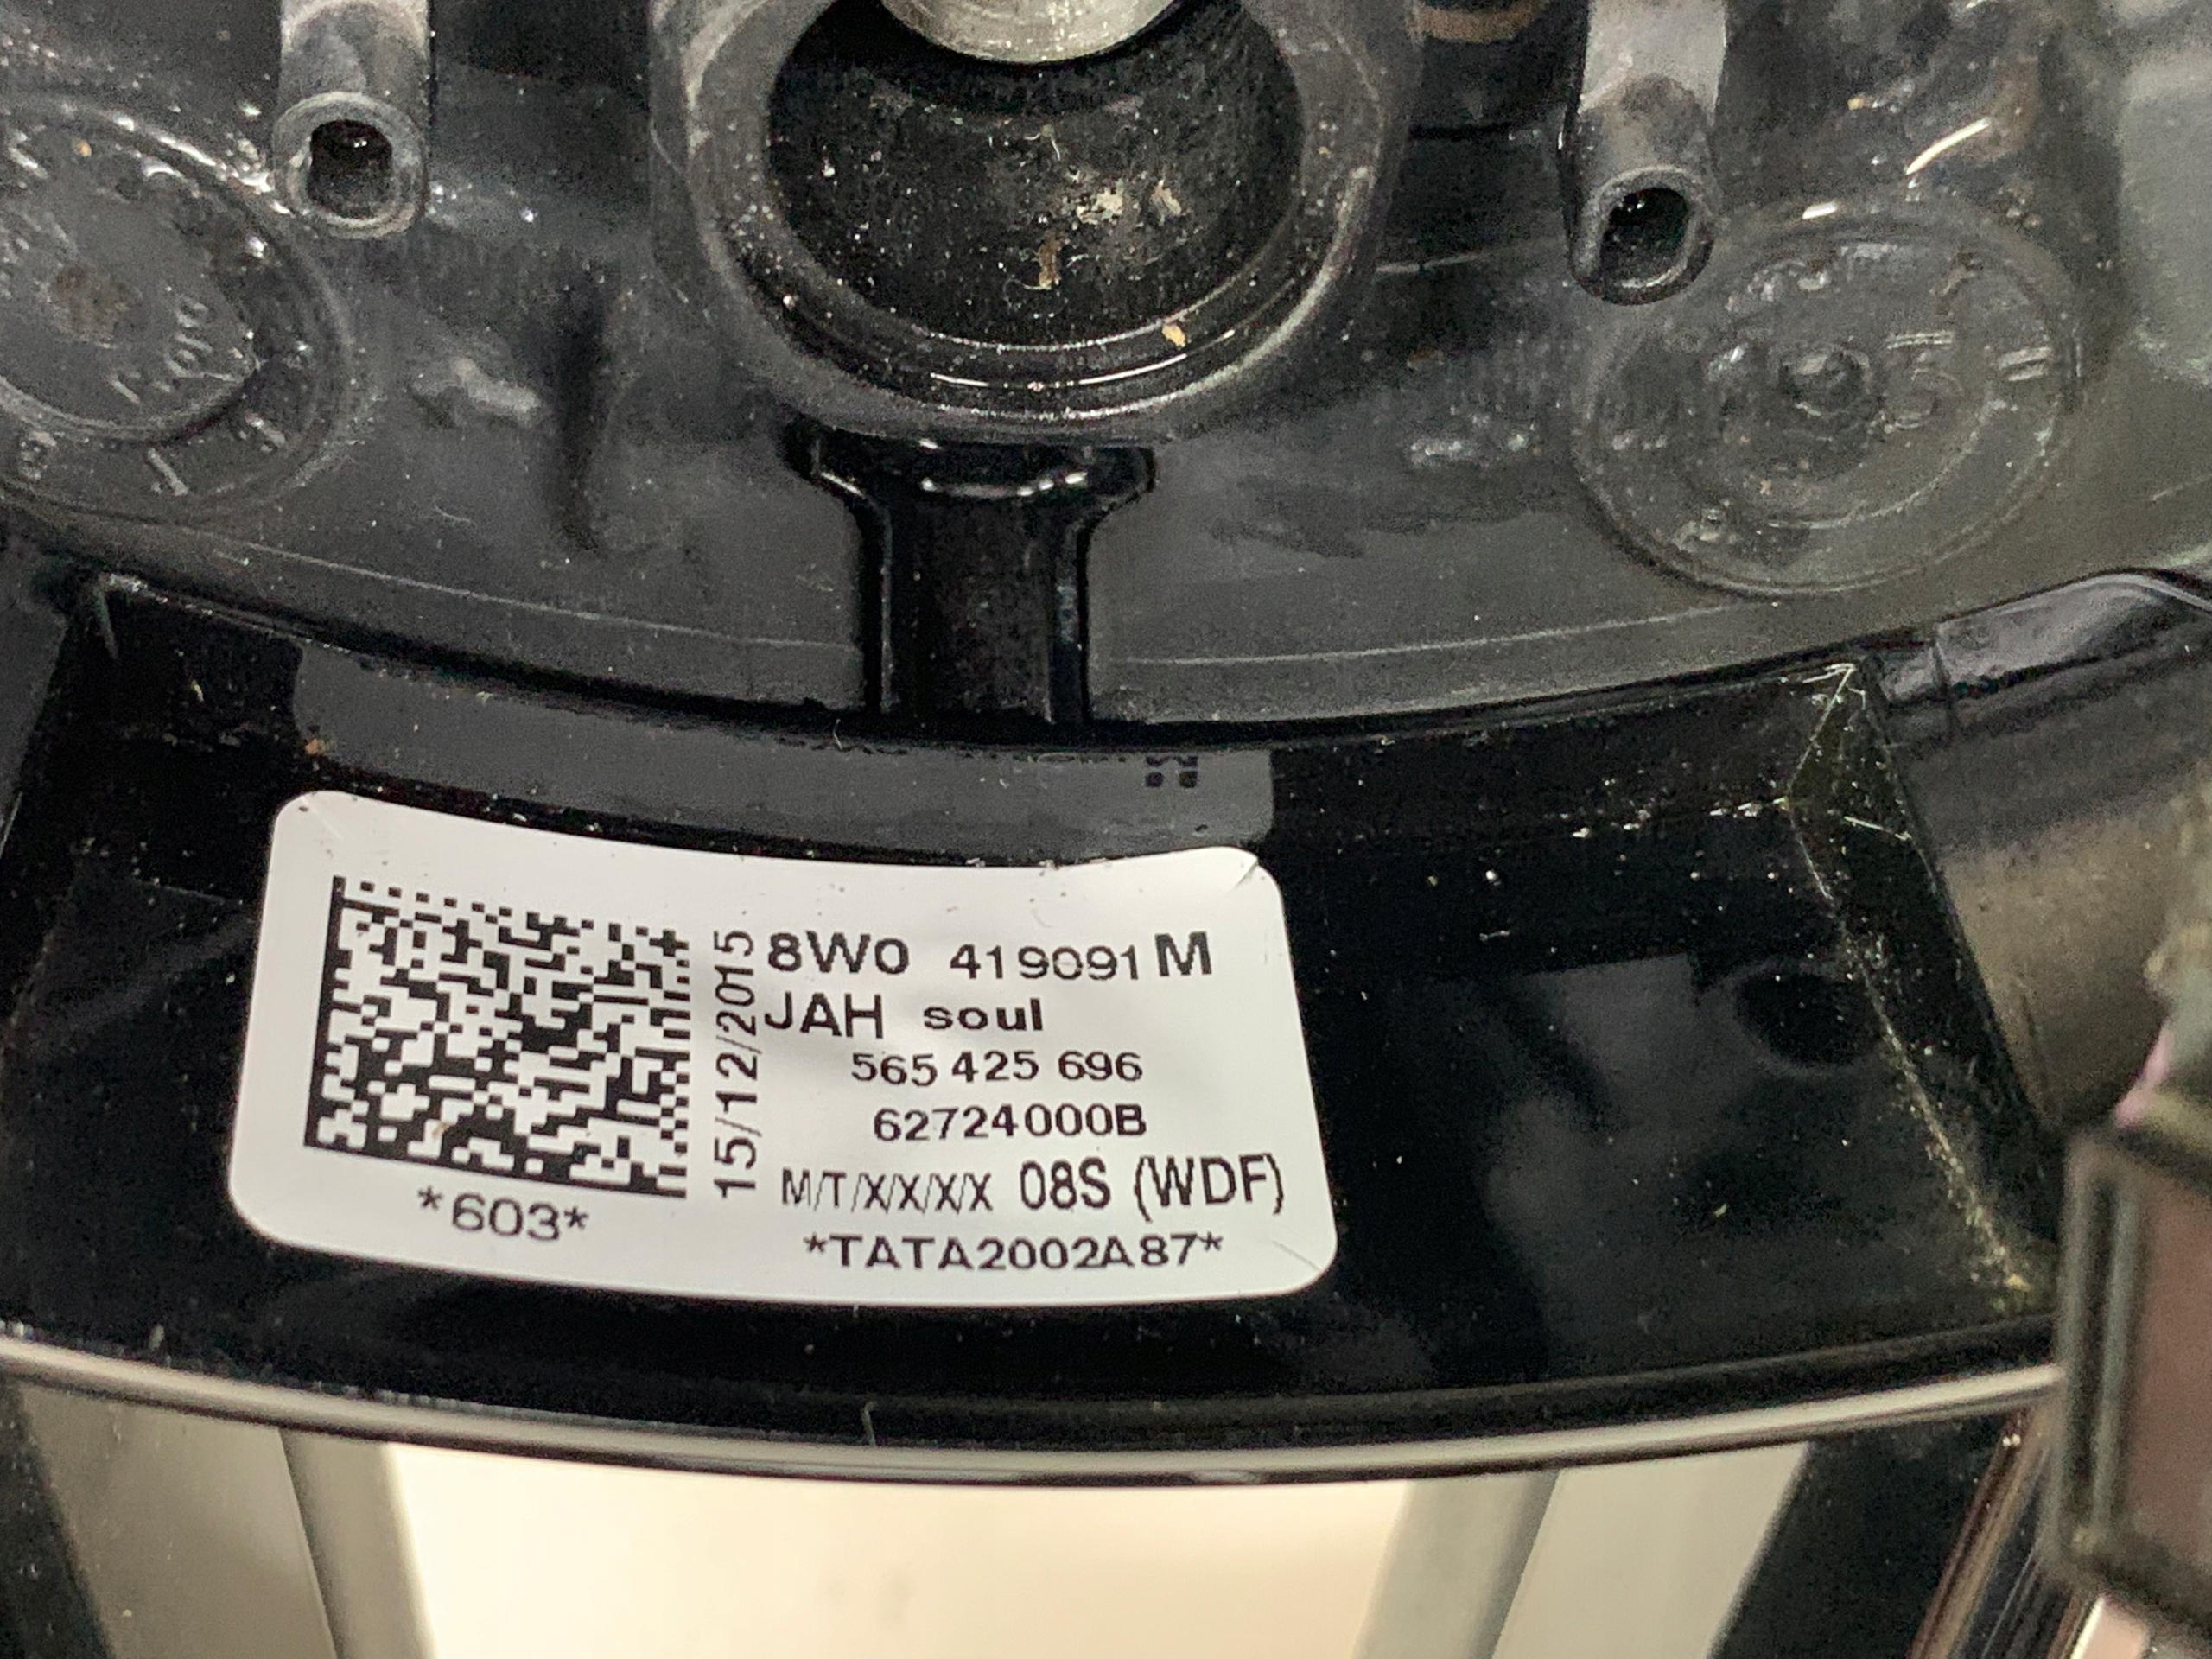 8W0 419091 M
JAH soul
565 425 696
62724000B
M/T/X/X/X/X 08S (WDF)
*TATA2002A87*
15/12/2015
*603*